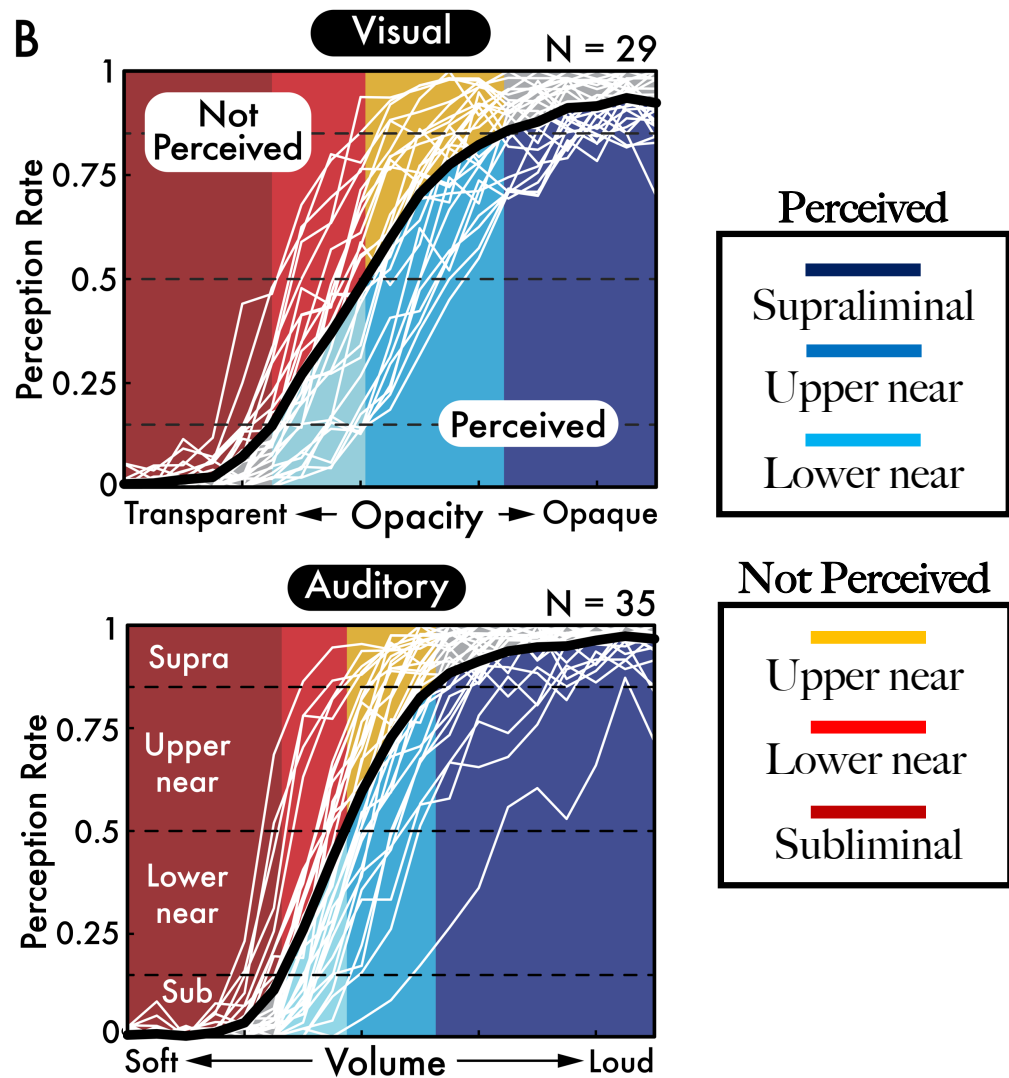 B
Visual
N = 29
1
0.75
0.5
0.25
0
Perception Rate
Not
Perceived
Perceived
Transparent
Opacity
Opaque
Auditory
N = 35
1
0.75
0.5
0.25
0
Perception Rate
Supra
Upper
near
Lower
near
Sub
Soft
Volume
Loud
Perceived
Supraliminal
Upper near
Lower near
Not Perceived
Upper near
Lower near
Subliminal